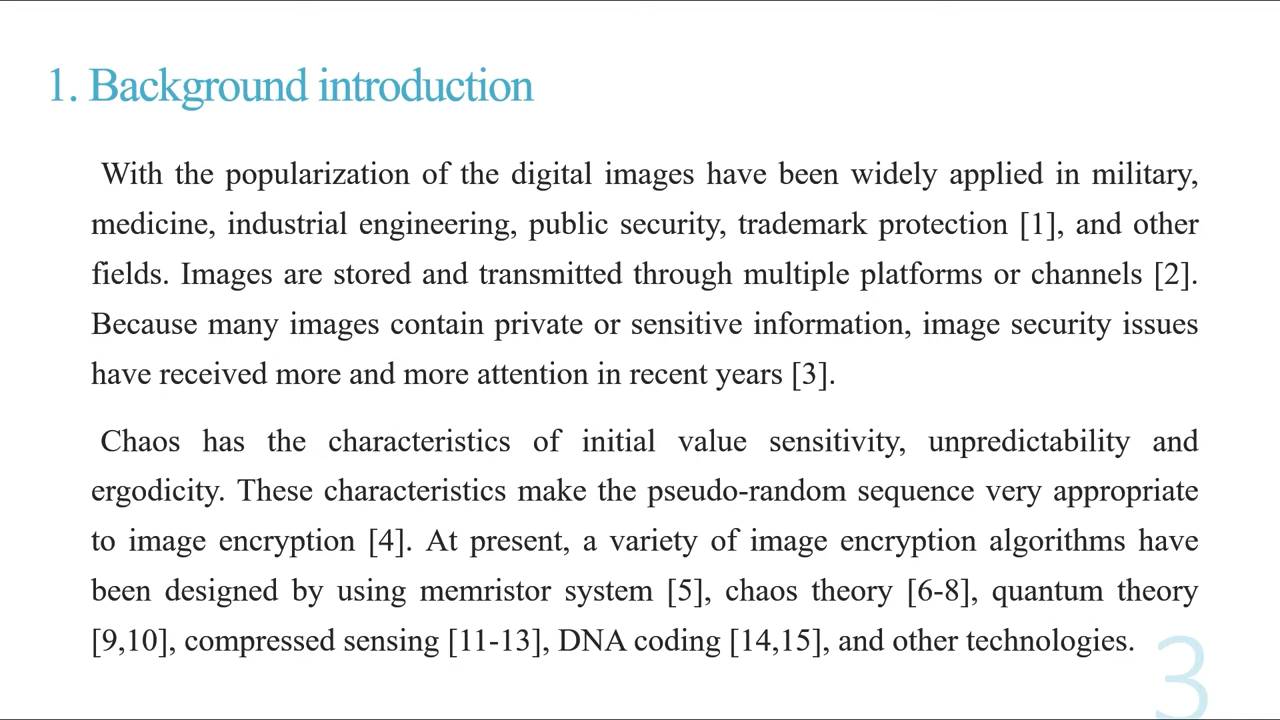 1. Background introduction
With the popularization of the digital images have been widely applied in military,
medicine, industrial engineering, public security, trademark protection [1], and other
fields. Images are stored and transmitted through multiple platforms or channels [2].
Because many images contain private or sensitive information, image security issues
have received more and more attention in recent years [3].
Chaos has the characteristics of initial value sensitivity, unpredictability and
ergodicity. These characteristics make the pseudo-random sequence very appropriate
to image encryption [4]. At present, a variety of image encryption algorithms have
been designed by using memristor system [5], chaos theory [6-8], quantum theory
[9,10], compressed sensing [11-13], DNA coding [14,15], and other technologies.
3